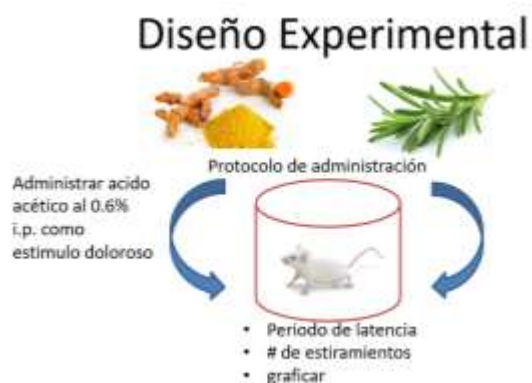 Diseño Experimental
Protocolo de administración
Administrar acido
acético al 0.6%
i.p. como
estimulo doloroso
• Periodo de latencia
• # de estiramientos
• graficar